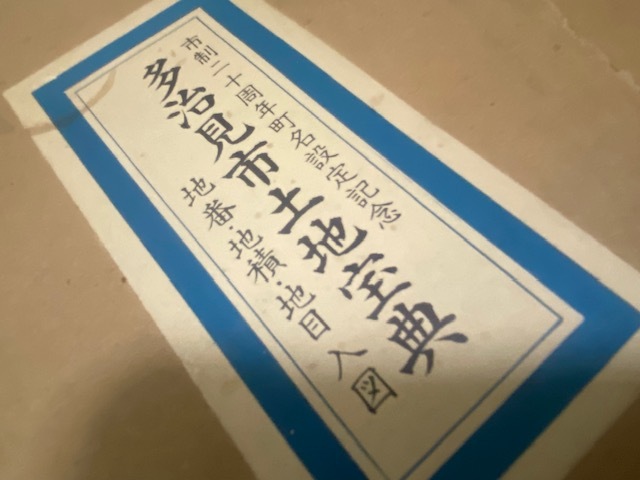 市制二十周年町名設定記念
多治見市土地宝典
地番·地積·地目入図